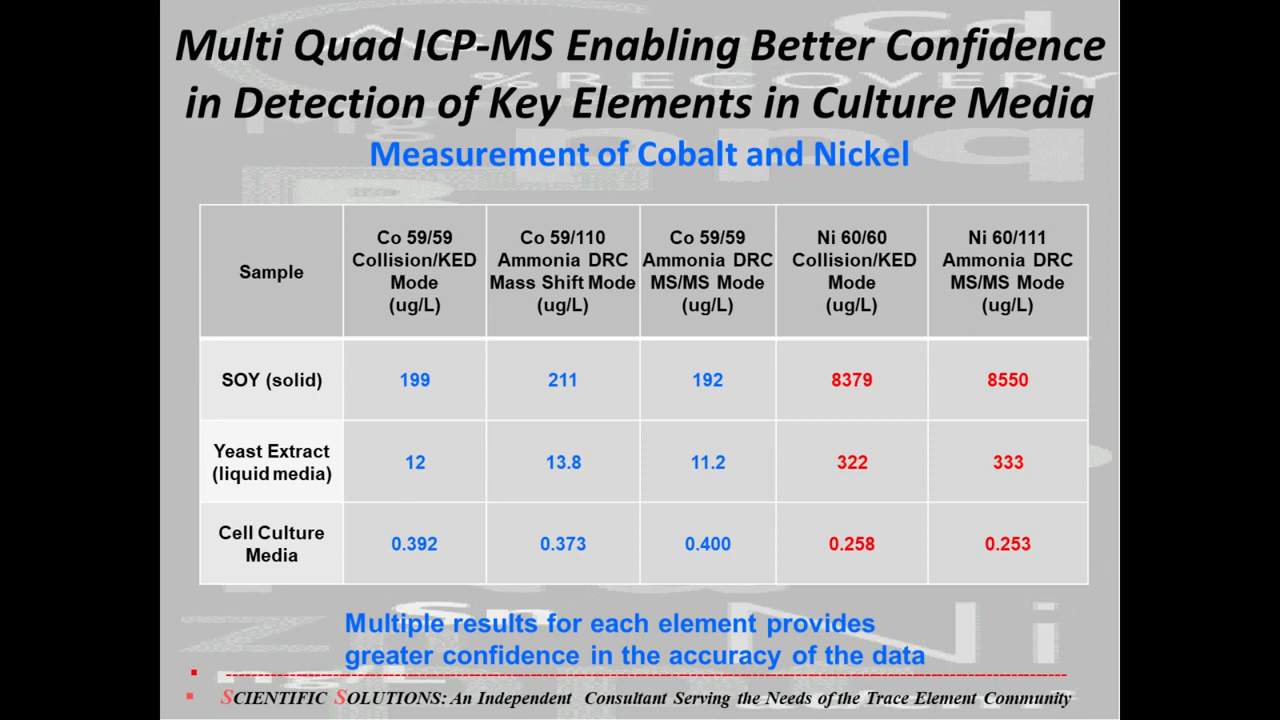 Multi Quad ICP-MS Enabling Better Confidence
in Detection of Key Elements in Culture Media
Measurement of Cobalt and Nickel
Sample
Co 59/59
Collision/KED
Mode
(ug/L)
Co 59/110
Ammonia DRC
Mass Shift Mode
(ug/L)
Co 59/59
Ammonia DRC
MS/MS Mode
(ug/L)
Ni 60/60
Collision/KED
Mode
(ug/L)
Ni 60/111
Ammonia DRC
MS/MS Mode
(ug/L)
SOY (solid)
199
211
192
8379
8550
Yeast Extract
(liquid media)
12
13.8
11.2
322
333
Cell Culture
Media
0.392
0.373
0.400
0.258
0.253
Multiple results for each element provides
greater confidence in the accuracy of the data
SCIENTIFIC SOLUTIONS: An Independent Consultant Serving the Needs of the Trace Element Community
% RECOVERY
Cd
Mg
Sn
Ni
ng/L